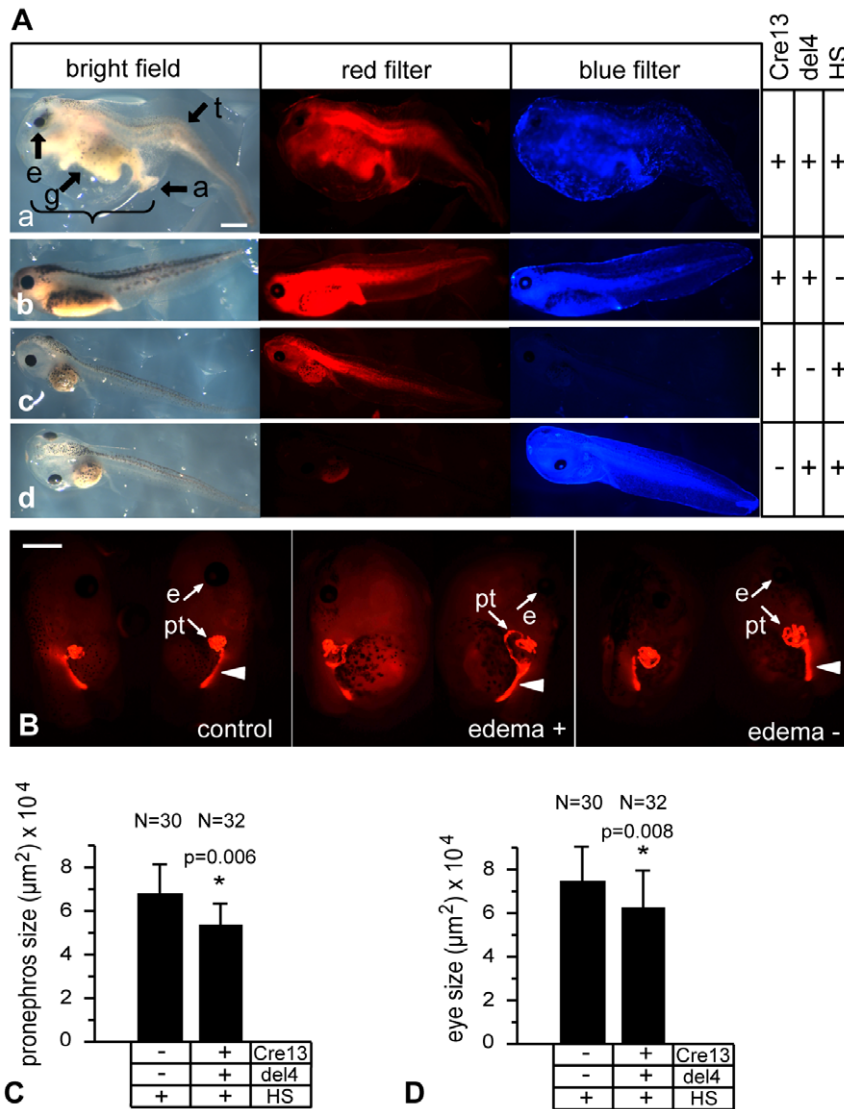 A
bright field red filter blue filter Cre13 del4 HS
t
e
g
a
a + + +
b + + -
c + - +
d - + +
e pt pt e e pt
B control edema + edema -
pronephros size (µm²) x 10⁴
N=30 N=32
p=0.006
*
8
6
4
2
0
- + Cre13
- + del4
+ + HS
C
eye size (µm²) x 10⁴
N=30 N=32
p=0.008
*
8
6
4
2
0
- + Cre13
- + del4
+ + HS
D